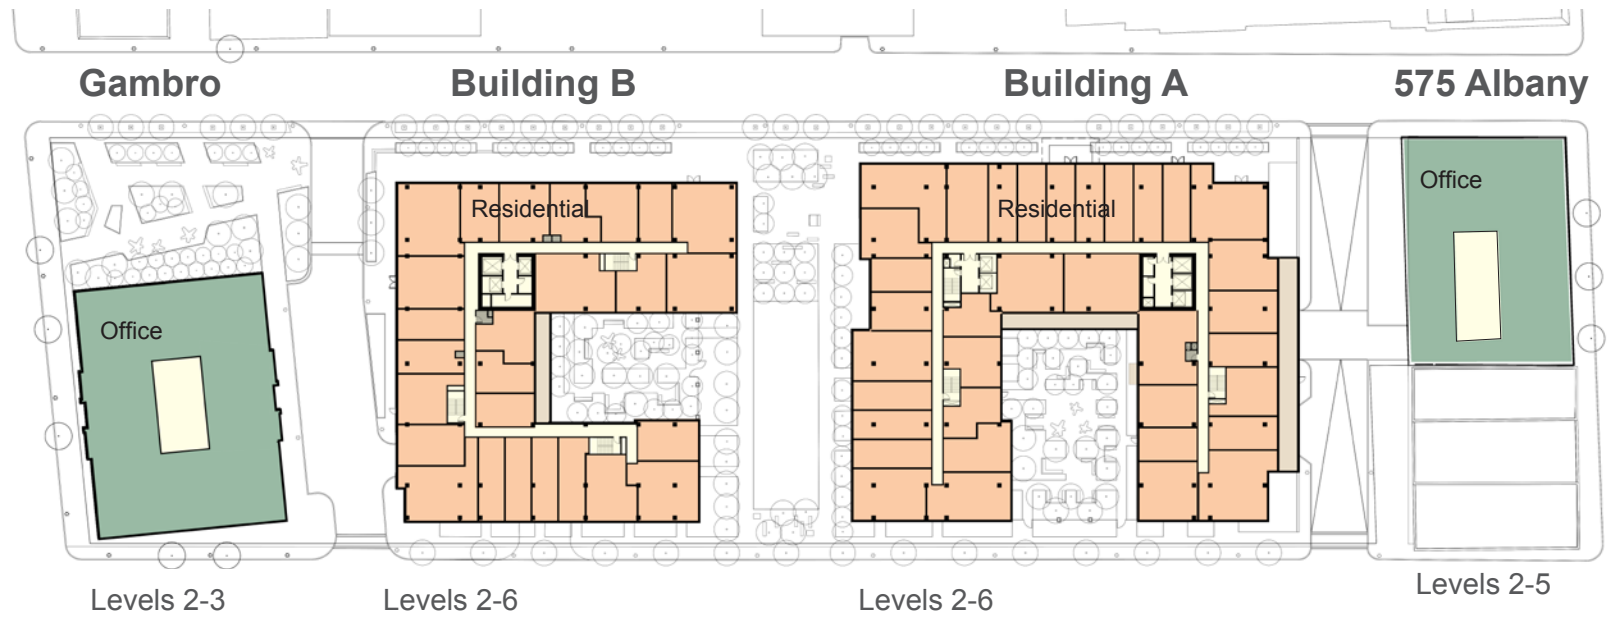 Gambro
Building B
Building A
575 Albany
Office
Residential
Residential
Office
Levels 2-3
Levels 2-6
Levels 2-6
Levels 2-5